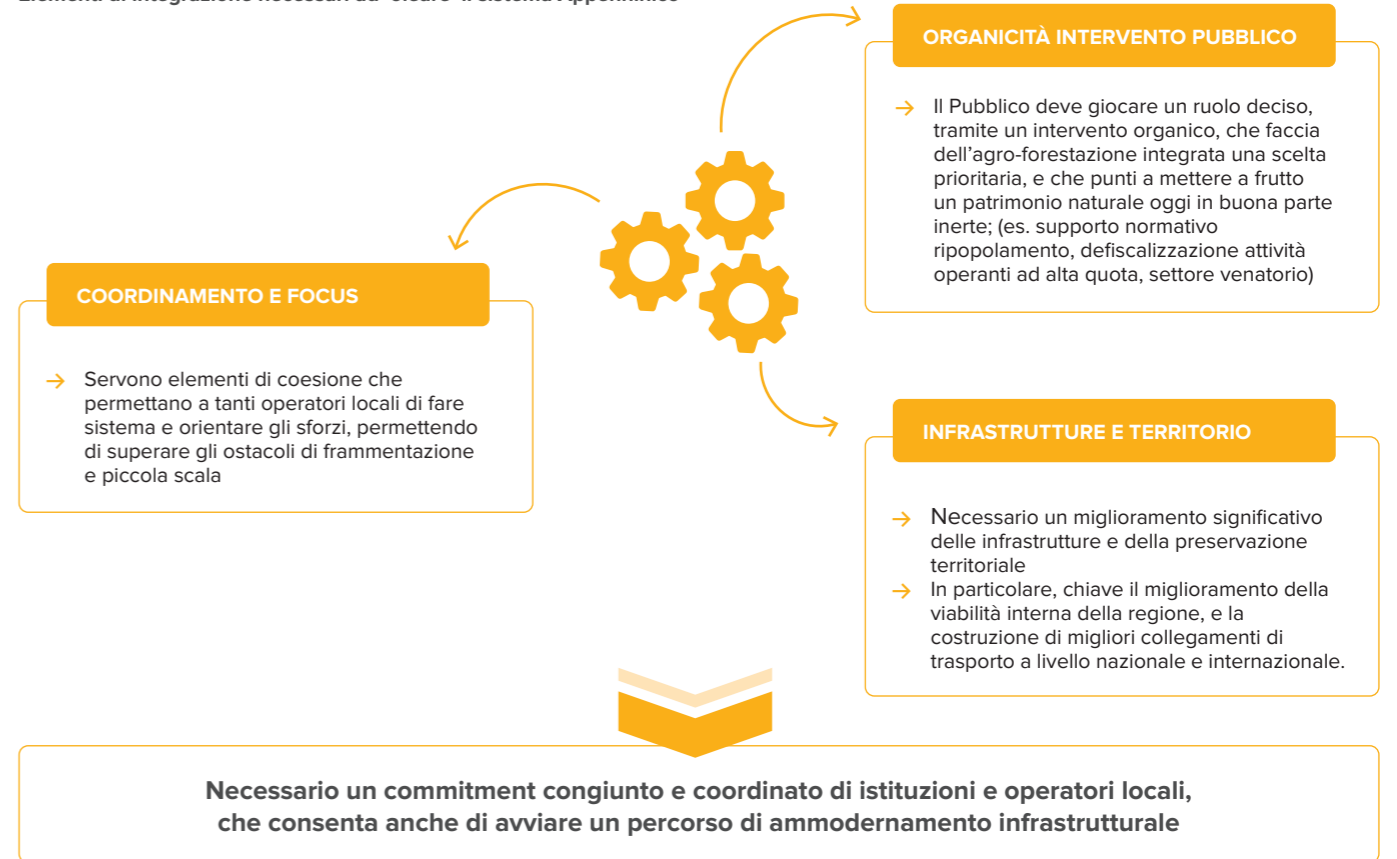 ORGANICITÀ INTERVENTO PUBBLICO
→ Il Pubblico deve giocare un ruolo deciso,
tramite un intervento organico, che faccia
dell'agro-forestazione integrata una scelta
prioritaria, e che punti a mettere a frutto
un patrimonio naturale oggi in buona parte
inerte; (es. supporto normativo
ripopolamento, defiscalizzazione attività
operanti ad alta quota, settore venatorio)
COORDINAMENTO E FOCUS
→ Servono elementi di coesione che
permettano a tanti operatori locali di fare
sistema e orientare gli sforzi, permettendo
di superare gli ostacoli di frammentazione
e piccola scala
INFRASTRUTTURE E TERRITORIO
→ Necessario un miglioramento significativo
delle infrastrutture e della preservazione
territoriale
→ In particolare, chiave il miglioramento della
viabilità interna della regione, e la
costruzione di migliori collegamenti di
trasporto a livello nazionale e internazionale.
Necessario un commitment congiunto e coordinato di istituzioni e operatori locali,
che consenta anche di avviare un percorso di ammodernamento infrastrutturale